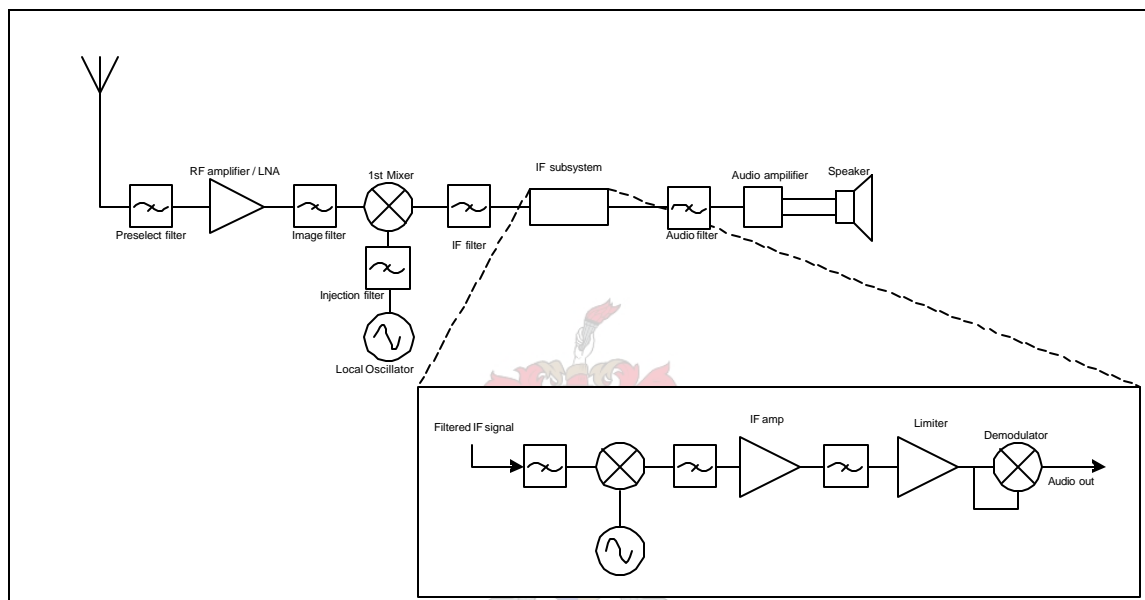 RF amplifier / LNA
1st Mixer
IF subsystem
Audio ampilifier
Speaker
Preselect filter
Image filter
IF filter
Audio filter
Injection filter
Local Oscillator
Filtered IF signal
IF amp
Limiter
Demodulator
Audio out